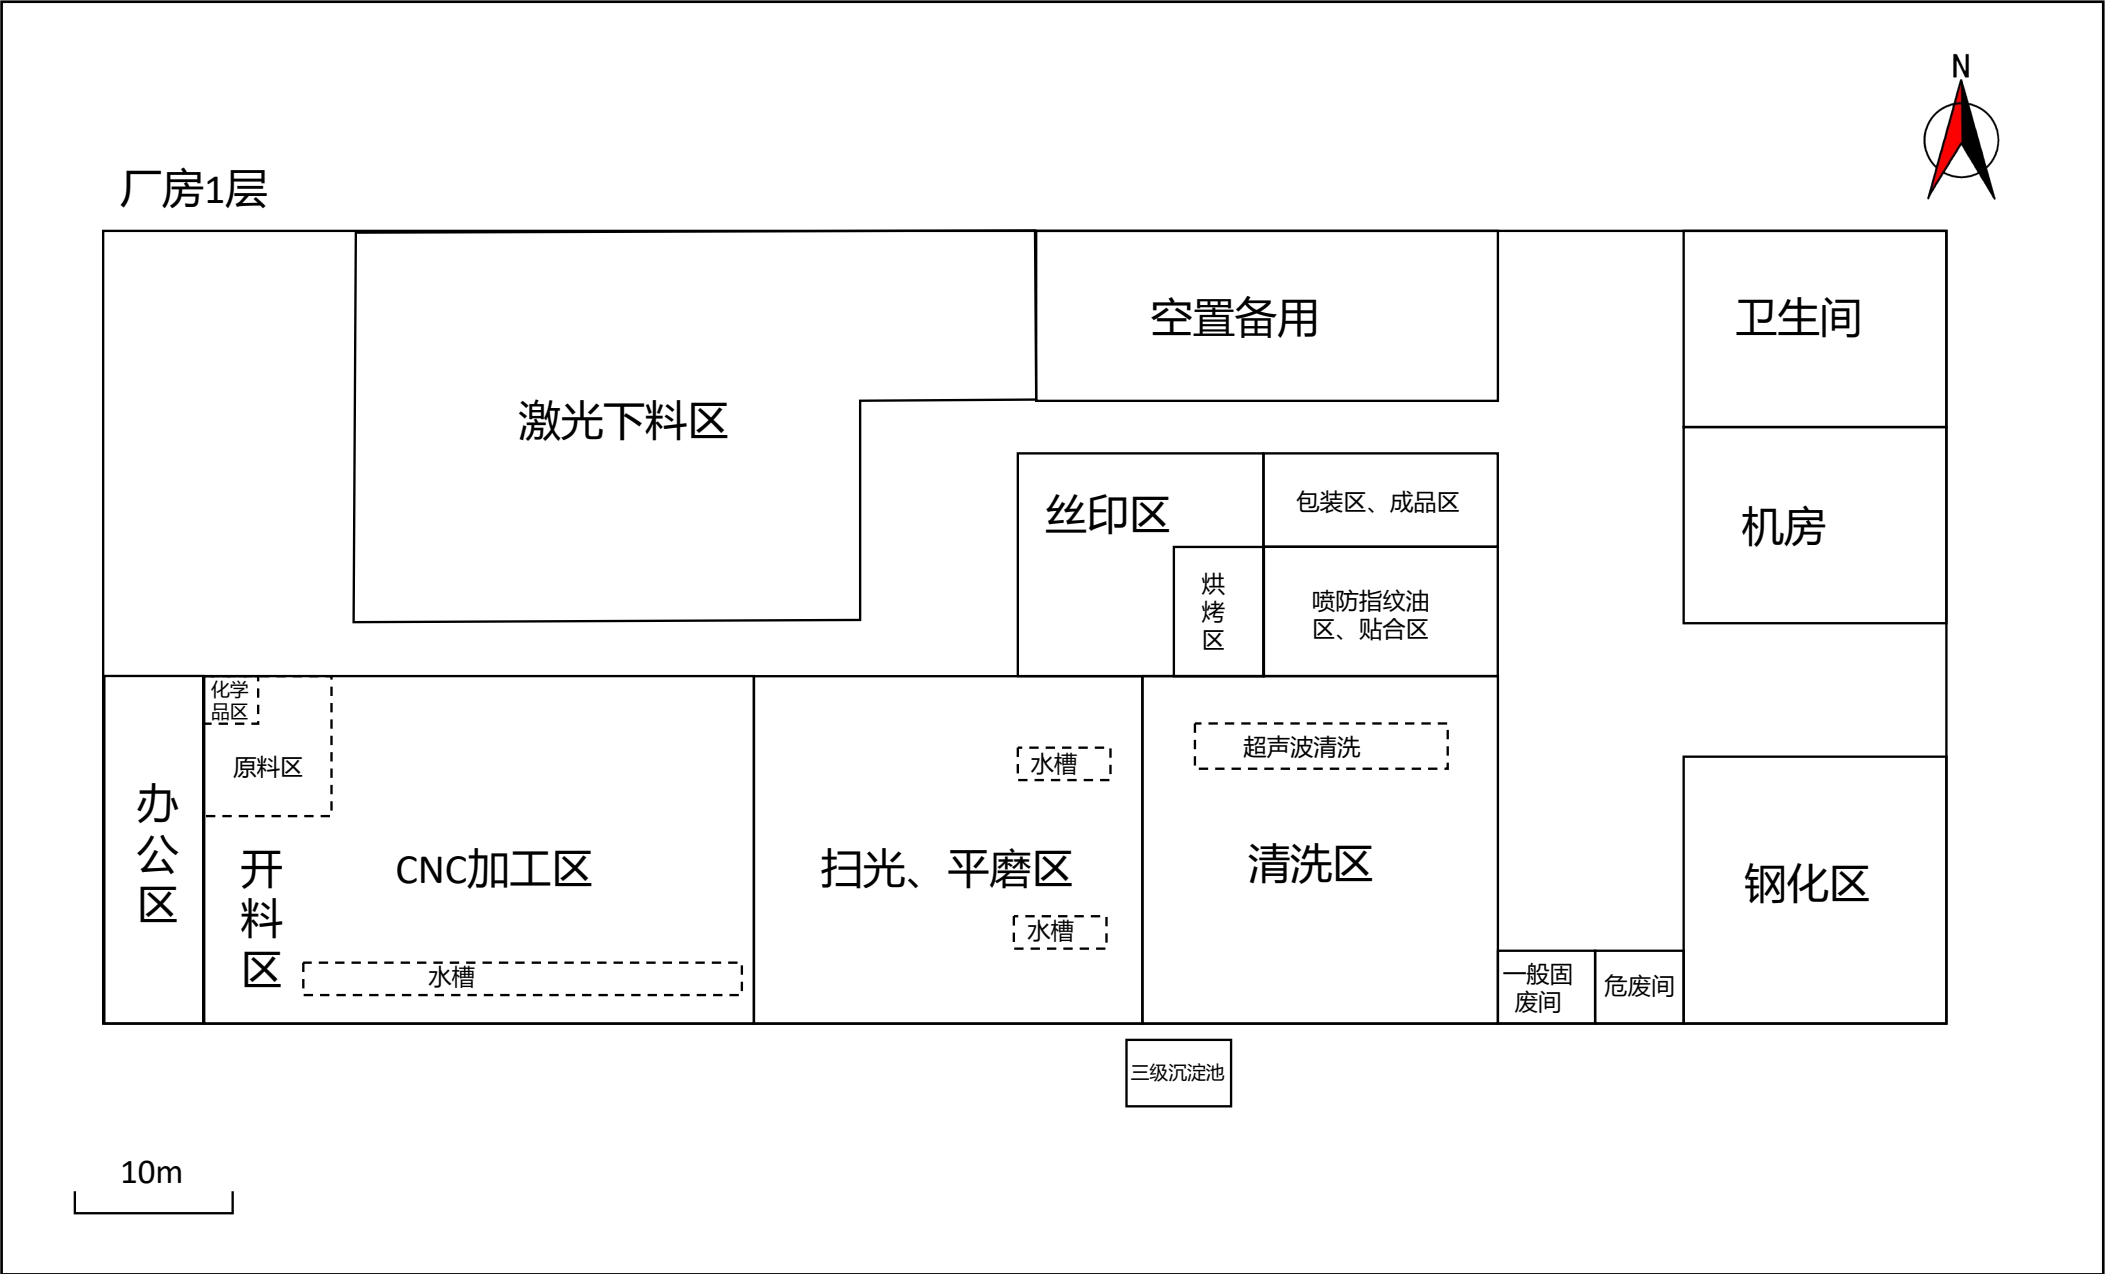 N
厂房1层
空置备用
卫生间
激光下料区
丝印区
包装区、成品区
机房
烘
烤
区
喷防指纹油
区、贴合区
化学
品区
原料区
水槽
超声波清洗
办
公
区
开
料
区
CNC加工区
扫光、平磨区
清洗区
钢化区
水槽
水槽
一般固
废间
危废间
三级沉淀池
10m